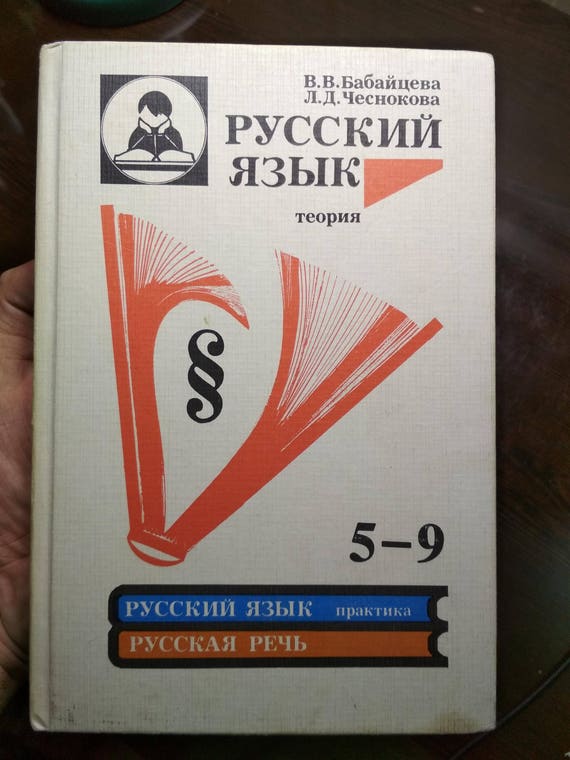 В. В. Бабайцева
Л. Д. Чеснокова
РУССКИЙ
ЯЗЫК
теория
§
5–9
РУССКИЙ ЯЗЫК практика
РУССКАЯ РЕЧЬ